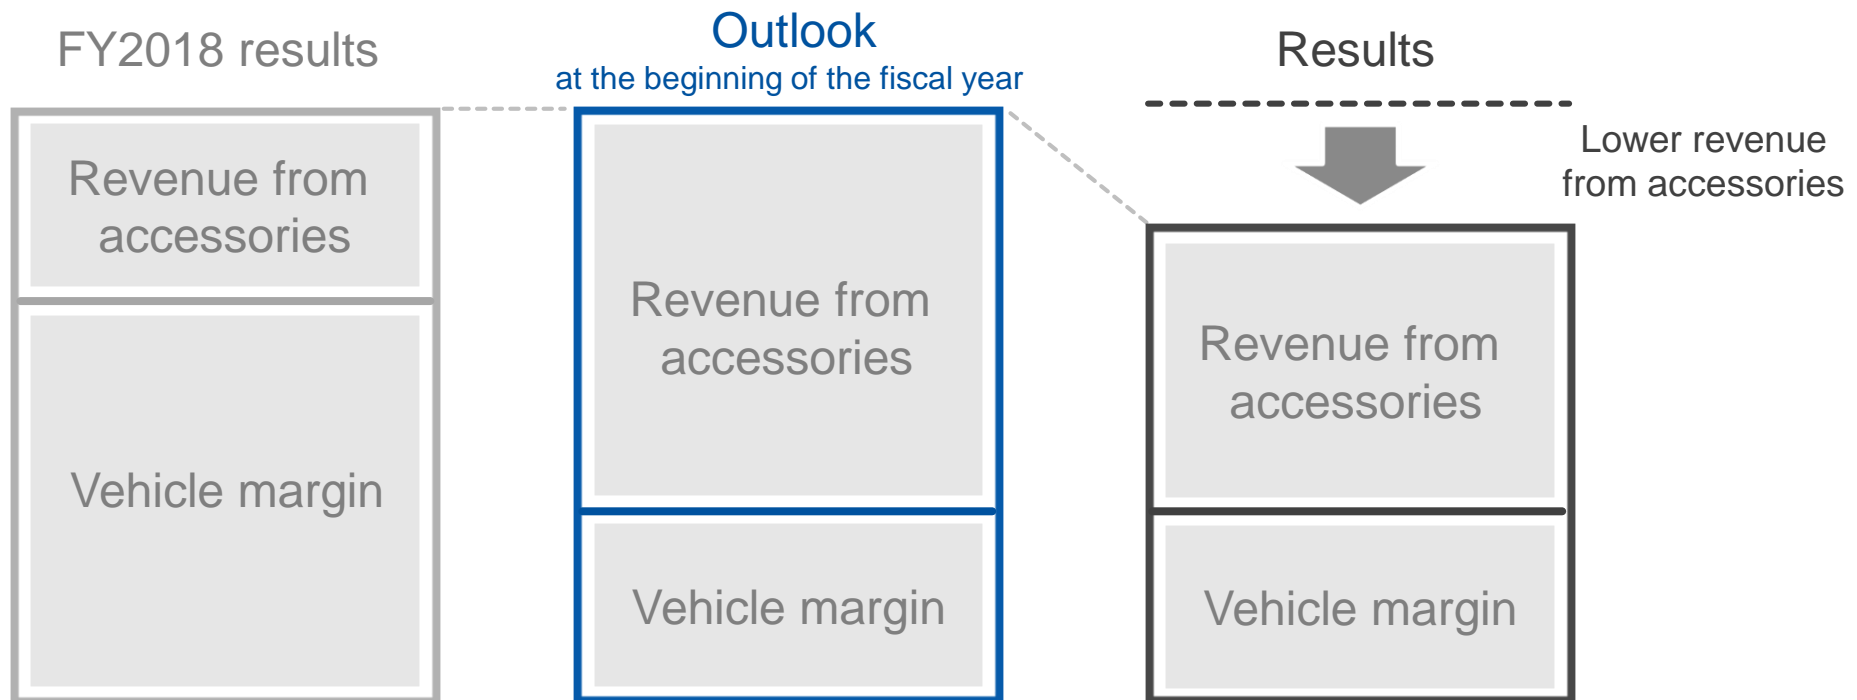 FY2018 results
Revenue from
accessories
Vehicle margin
Outlook
at the beginning of the fiscal year
Revenue from
accessories
Vehicle margin
Results
Lower revenue
from accessories
Revenue from
accessories
Vehicle margin